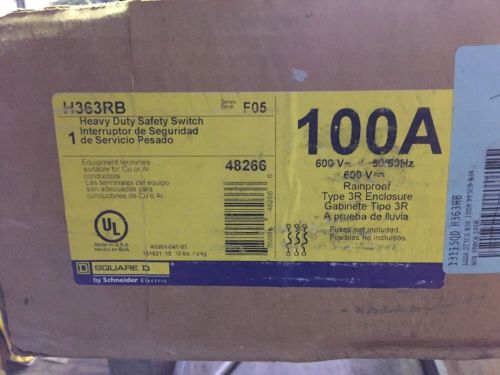 H363RB
Series
F05
Heavy Duty Safety Switch
1 Interruptor de Seguridad
de Servicio Pesado
Equipment terminals
suitable for Cu or Al
conductors.
Las terminales del equipo
son adecuadas para
conductores de Cu o Al
48266
UL
Made in U.S.A.
Hecho en EUA
40301-041-01
SQUARE D
by Schneider Electric
100A
600 V~ 50/60Hz
600 V
Rainproof
Type 3R Enclosure
Gabinete Tipo 3R
A prueba de lluvia
Fuses not included.
Fusibles no incluidos.
H363RB